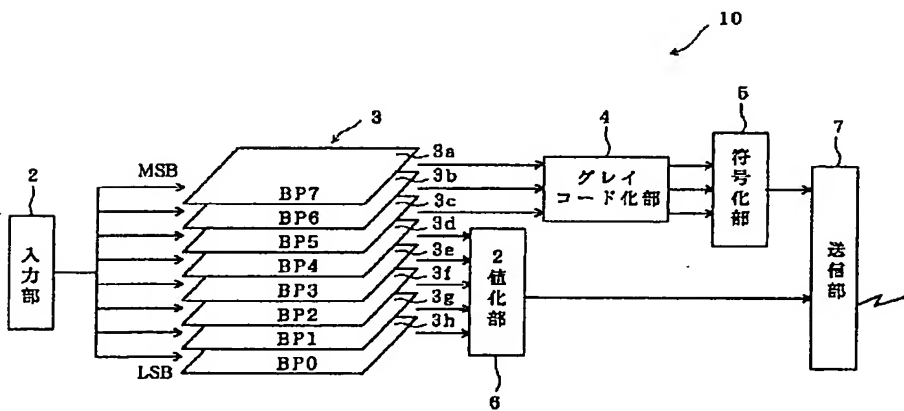 10
3
4
5
7
2
MSB
LSB
入力部
BP7
BP6
BP5
BP4
BP3
BP2
BP1
BP0
3a
3b
3c
3d
3e
3f
3g
3h
グレイ
コード化部
符号化部
2値化部
6
送信部